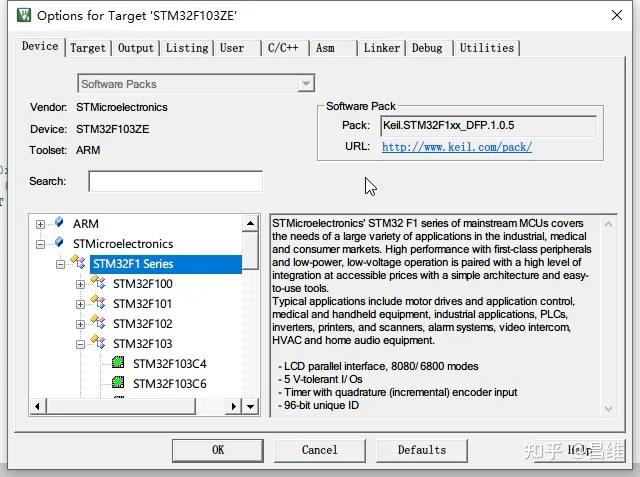 Options for Target 'STM32F103ZE'
Device Target Output Listing User C/C++ Asm Linker Debug Utilities
Software Packs
Vendor: STMicroelectronics
Device: STM32F103ZE
Toolset: ARM
Search:
Software Pack
Pack: Keil.STM32F1xx_DFP.1.0.5
URL: http://www.keil.com/pack/
ARM
STMicroelectronics
STM32F1 Series
STM32F100
STM32F101
STM32F102
STM32F103
STM32F103C4
STM32F103C6
STMicroelectronics' STM32 F1 series of mainstream MCUs covers
the needs of a large variety of applications in the industrial, medical
and consumer markets. High performance with first-class peripherals
and low-power, low-voltage operation is paired with a high level of
integration at accessible prices with a simple architecture and easy-
to-use tools.
Typical applications include motor drives and application control,
medical and handheld equipment, industrial applications, PLCs,
inverters, printers, and scanners, alarm systems, video intercom,
HVAC and home audio equipment.
- LCD parallel interface, 8080/ 6800 modes
- 5 V-tolerant I/ Os
- Timer with quadrature (incremental) encoder input
- 96-bit unique ID
OK Cancel Defaults Help
知乎 @昌维